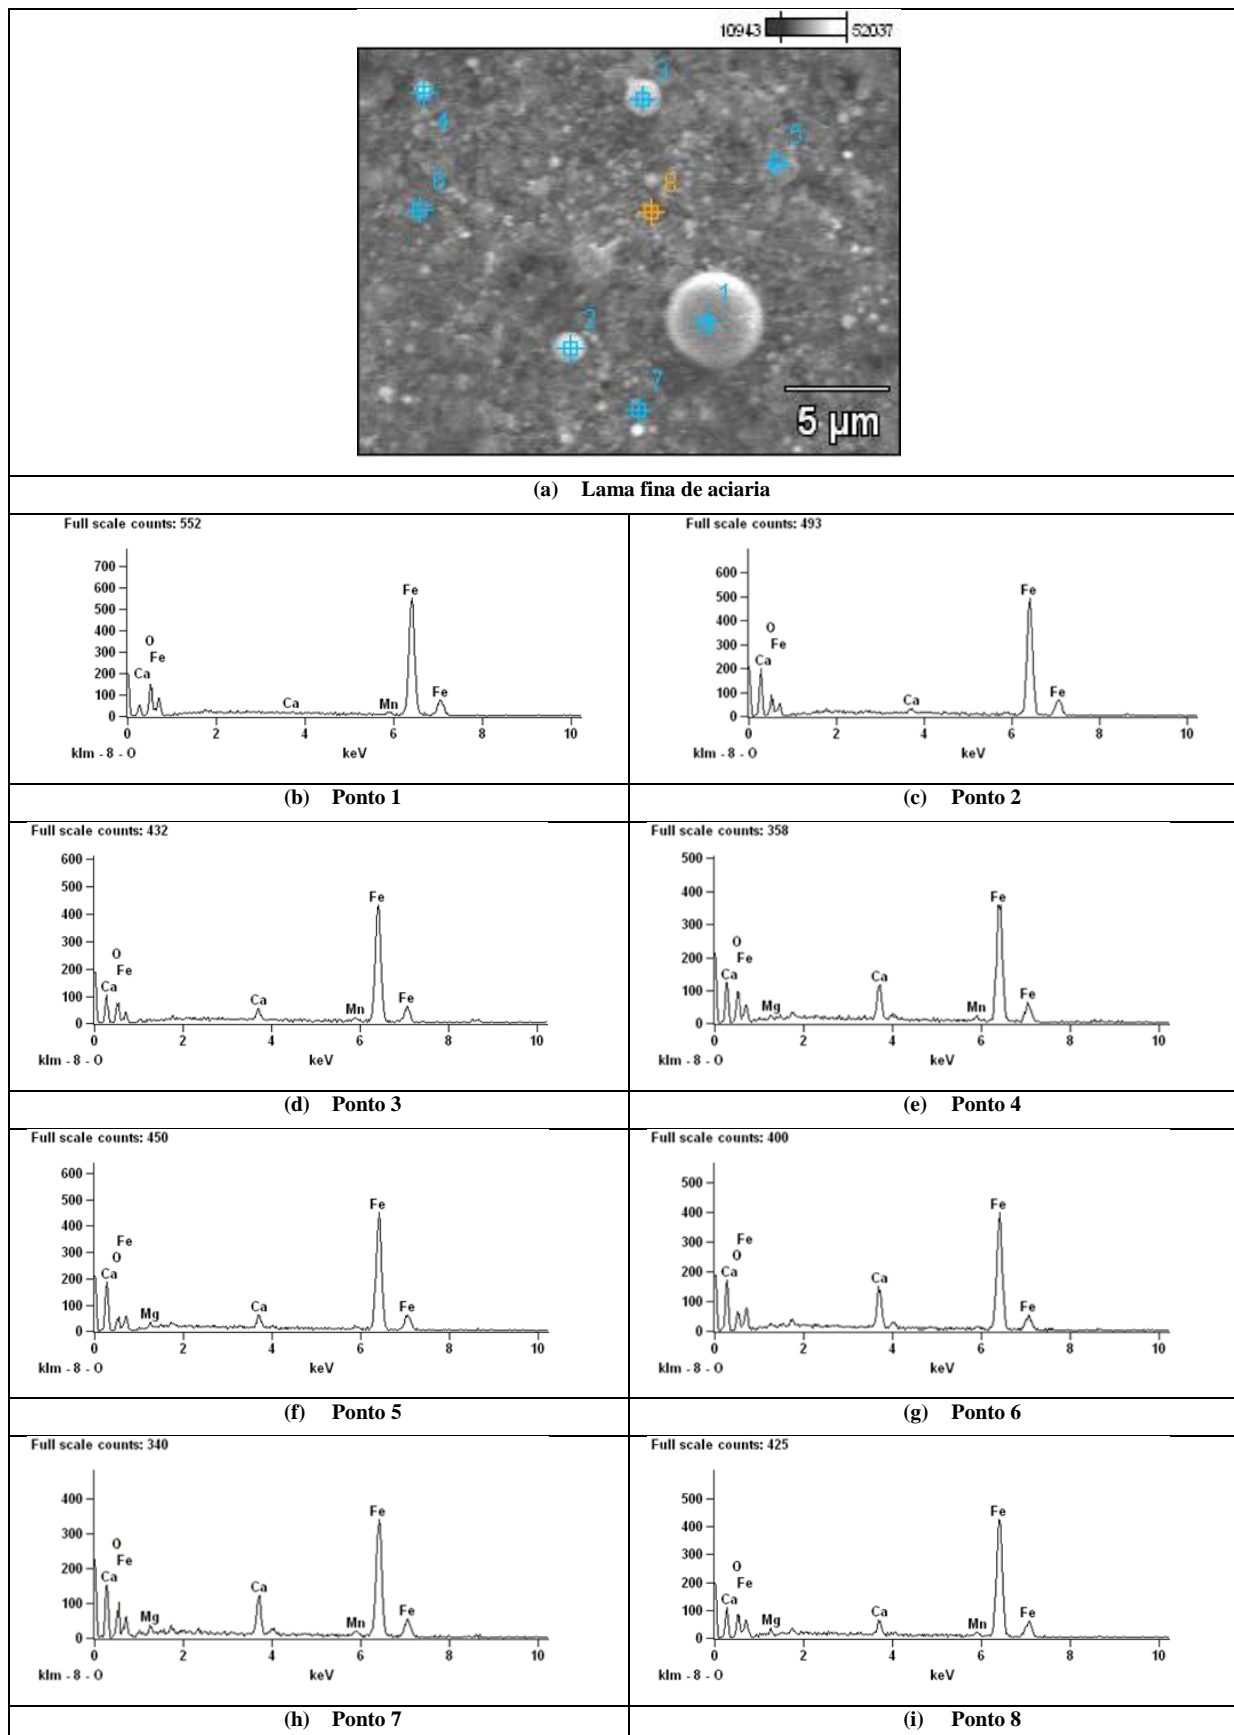 10943 52037
3
4
5
6
8
1
2
7
5 µm
(a) Lama fina de aciaria
Full scale counts: 552
700
600
500
400
300
200
100
0
O
Fe
Ca
Ca
Mn
Fe
Fe
0 2 4 6 8 10
klm - 8 - O keV
(b) Ponto 1
Full scale counts: 493
600
500
400
300
200
100
0
O
Fe
Ca
Ca
Fe
Fe
0 2 4 6 8 10
klm - 8 - O keV
(c) Ponto 2
Full scale counts: 432
600
500
400
300
200
100
0
O
Fe
Ca
Ca
Mn
Fe
Fe
0 2 4 6 8 10
klm - 8 - O keV
(d) Ponto 3
Full scale counts: 358
500
400
300
200
100
0
O
Fe
Ca
Mg
Ca
Mn
Fe
Fe
0 2 4 6 8 10
klm - 8 - O keV
(e) Ponto 4
Full scale counts: 450
600
500
400
300
200
100
0
Fe
O
Ca
Mg
Ca
Fe
Fe
0 2 4 6 8 10
klm - 8 - O keV
(f) Ponto 5
Full scale counts: 400
500
400
300
200
100
0
Fe
O
Ca
Ca
Fe
Fe
0 2 4 6 8 10
klm - 8 - O keV
(g) Ponto 6
Full scale counts: 340
400
300
200
100
0
O
Fe
Ca
Mg
Ca
Mn
Fe
Fe
0 2 4 6 8 10
klm - 8 - O keV
(h) Ponto 7
Full scale counts: 425
500
400
300
200
100
0
O
Fe
Ca
Mg
Ca
Mn
Fe
Fe
0 2 4 6 8 10
klm - 8 - O keV
(i) Ponto 8